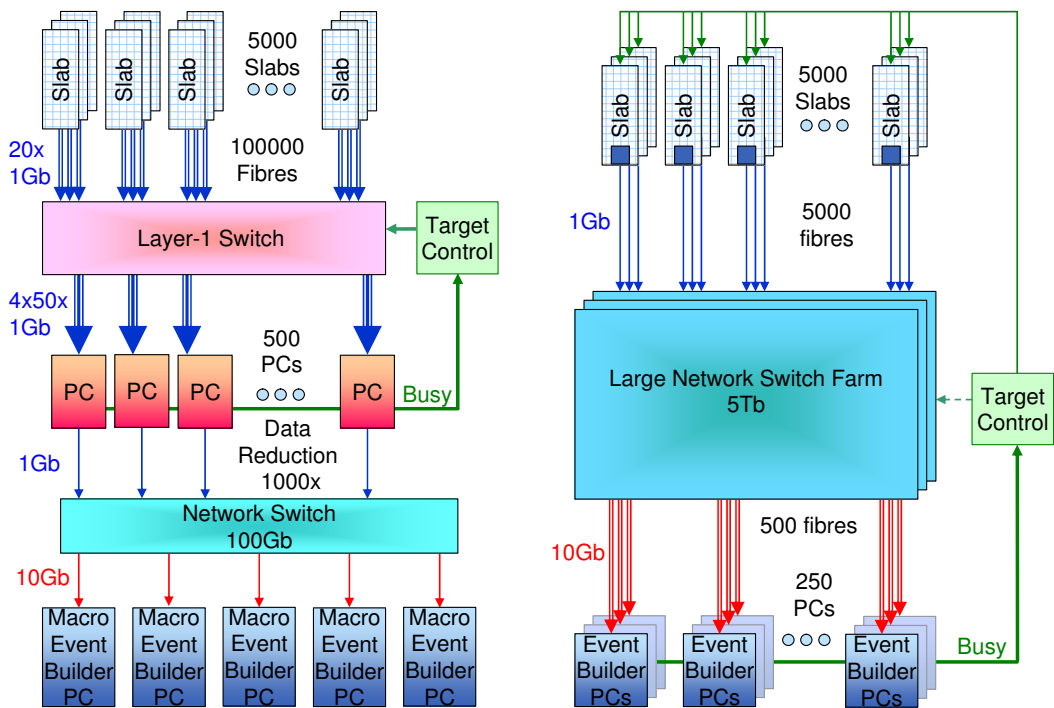 Slab
Slab
Slab
Slab
5000
Slabs
20x
1Gb
100000
Fibres
Layer-1 Switch
Target
Control
4x50x
1Gb
500
PCs
PC
PC
PC
PC
Busy
Data
Reduction
1000x
1Gb
Network Switch
100Gb
10Gb
Macro
Event
Builder
PC
Macro
Event
Builder
PC
Macro
Event
Builder
PC
Macro
Event
Builder
PC
Macro
Event
Builder
PC
Slab
Slab
Slab
Slab
5000
Slabs
1Gb
5000
fibres
Large Network Switch Farm
5Tb
Target
Control
500 fibres
10Gb
250
PCs
Event
Builder
PCs
Event
Builder
PCs
Event
Builder
PCs
Busy